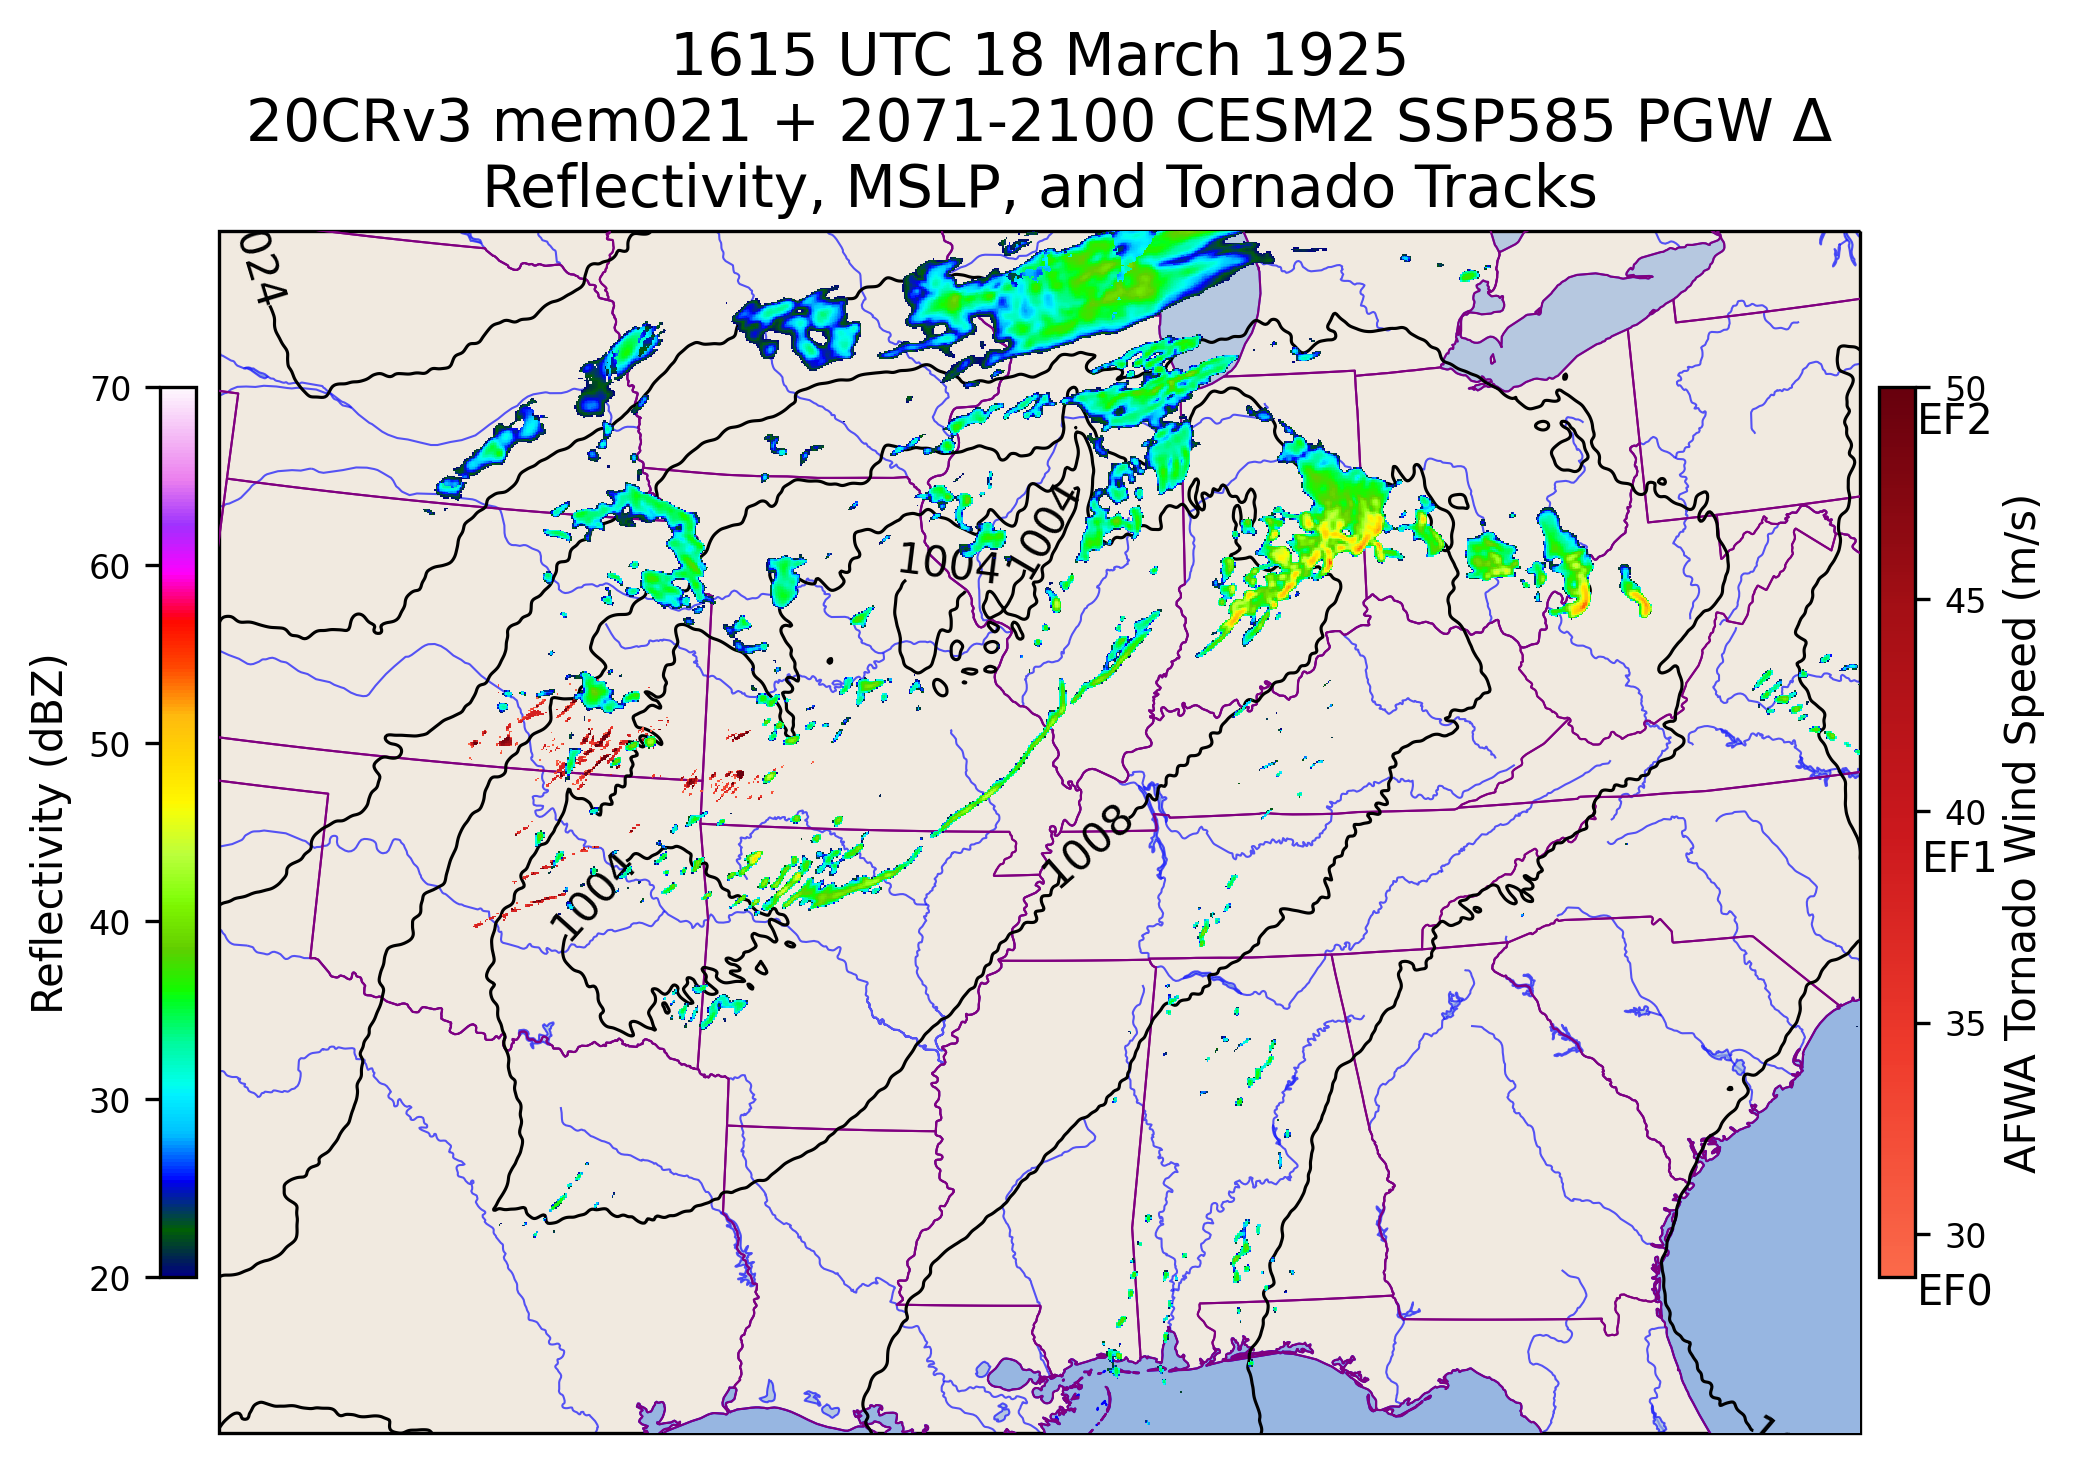 1615 UTC 18 March 1925
20CRv3 mem021 + 2071-2100 CESM2 SSP585 PGW Δ
Reflectivity, MSLP, and Tornado Tracks
024
1004
1004
1004
1008
1
70
60
50
40
30
20
Reflectivity (dBZ)
50
EF2
45
40
EF1
35
30
EF0
AFWA Tornado Wind Speed (m/s)